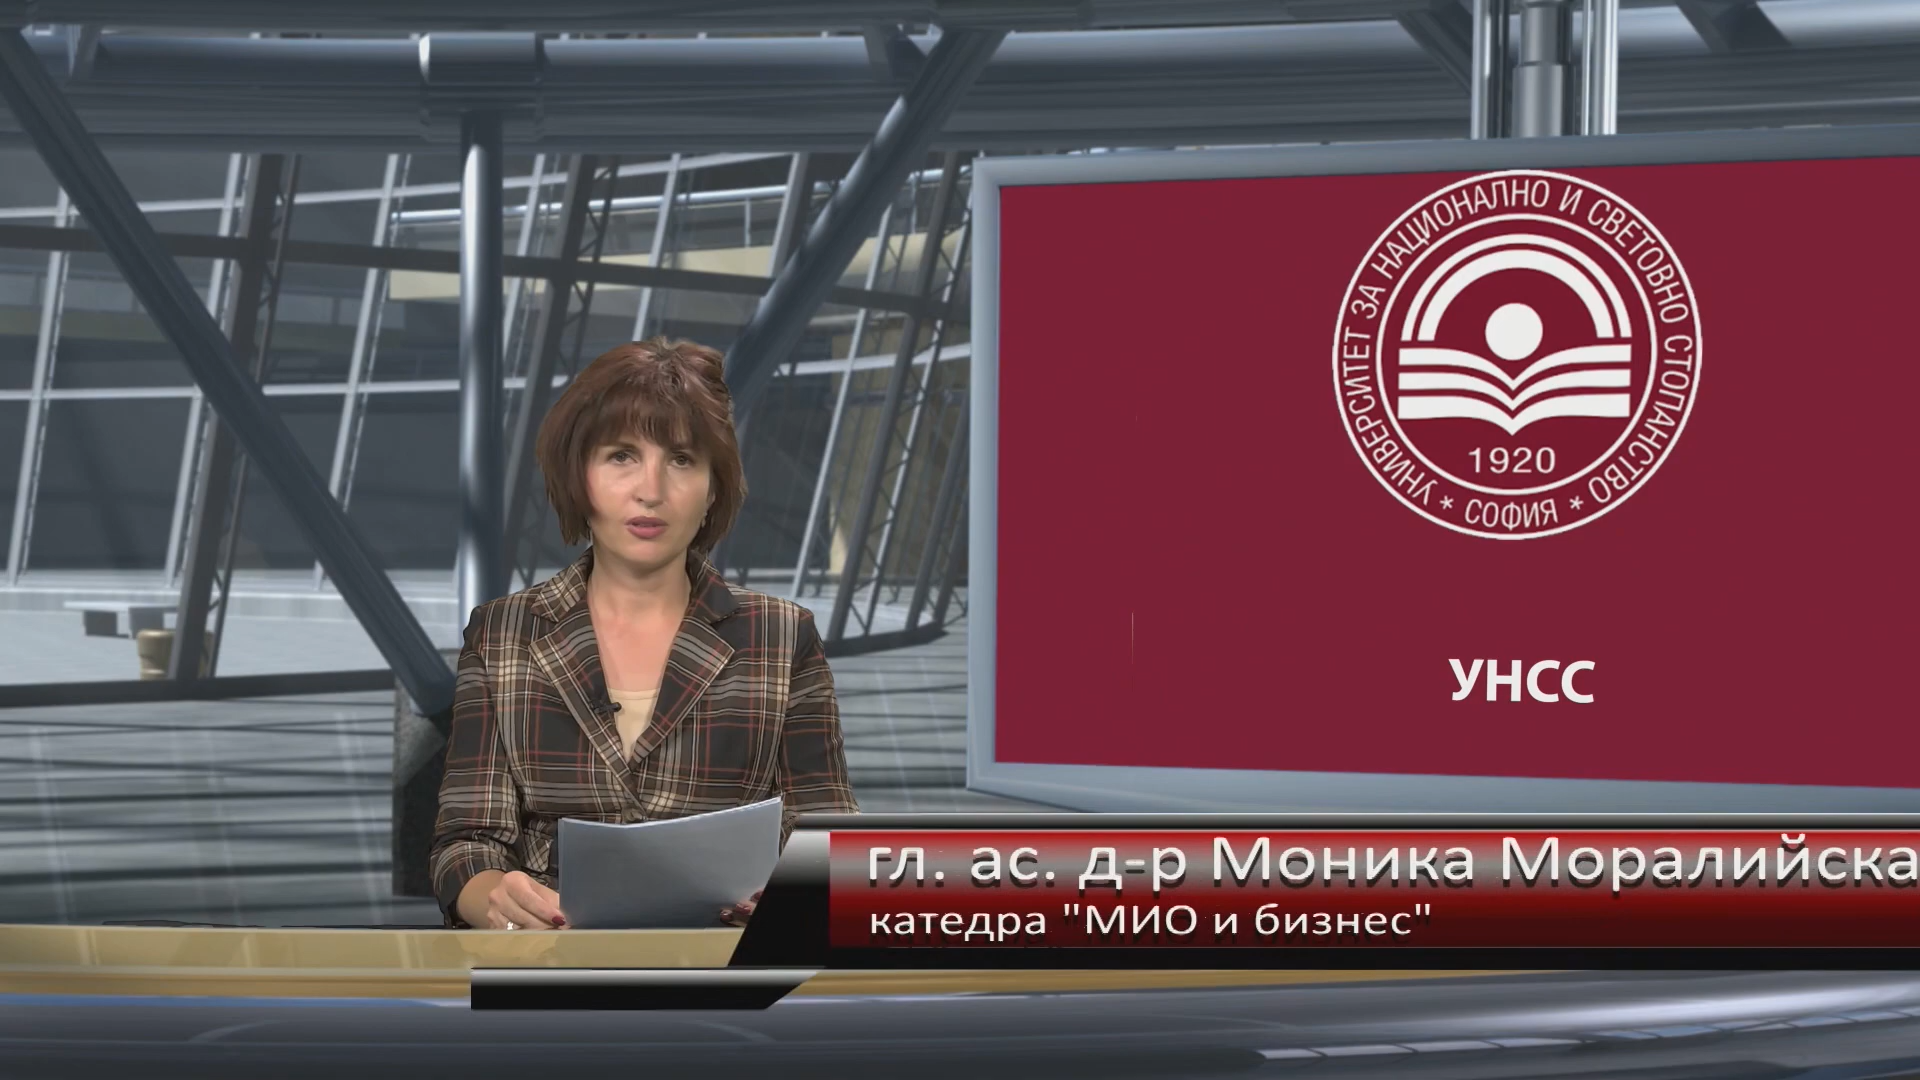 УНИВЕРСИТЕТ ЗА НАЦИОНАЛНО И СВЕТОВНО СТОПАНСТВО
1920
* СОФИЯ *
УНСС
гл. ас. д-р Моника Моралийска
катедра "МИО и бизнес"